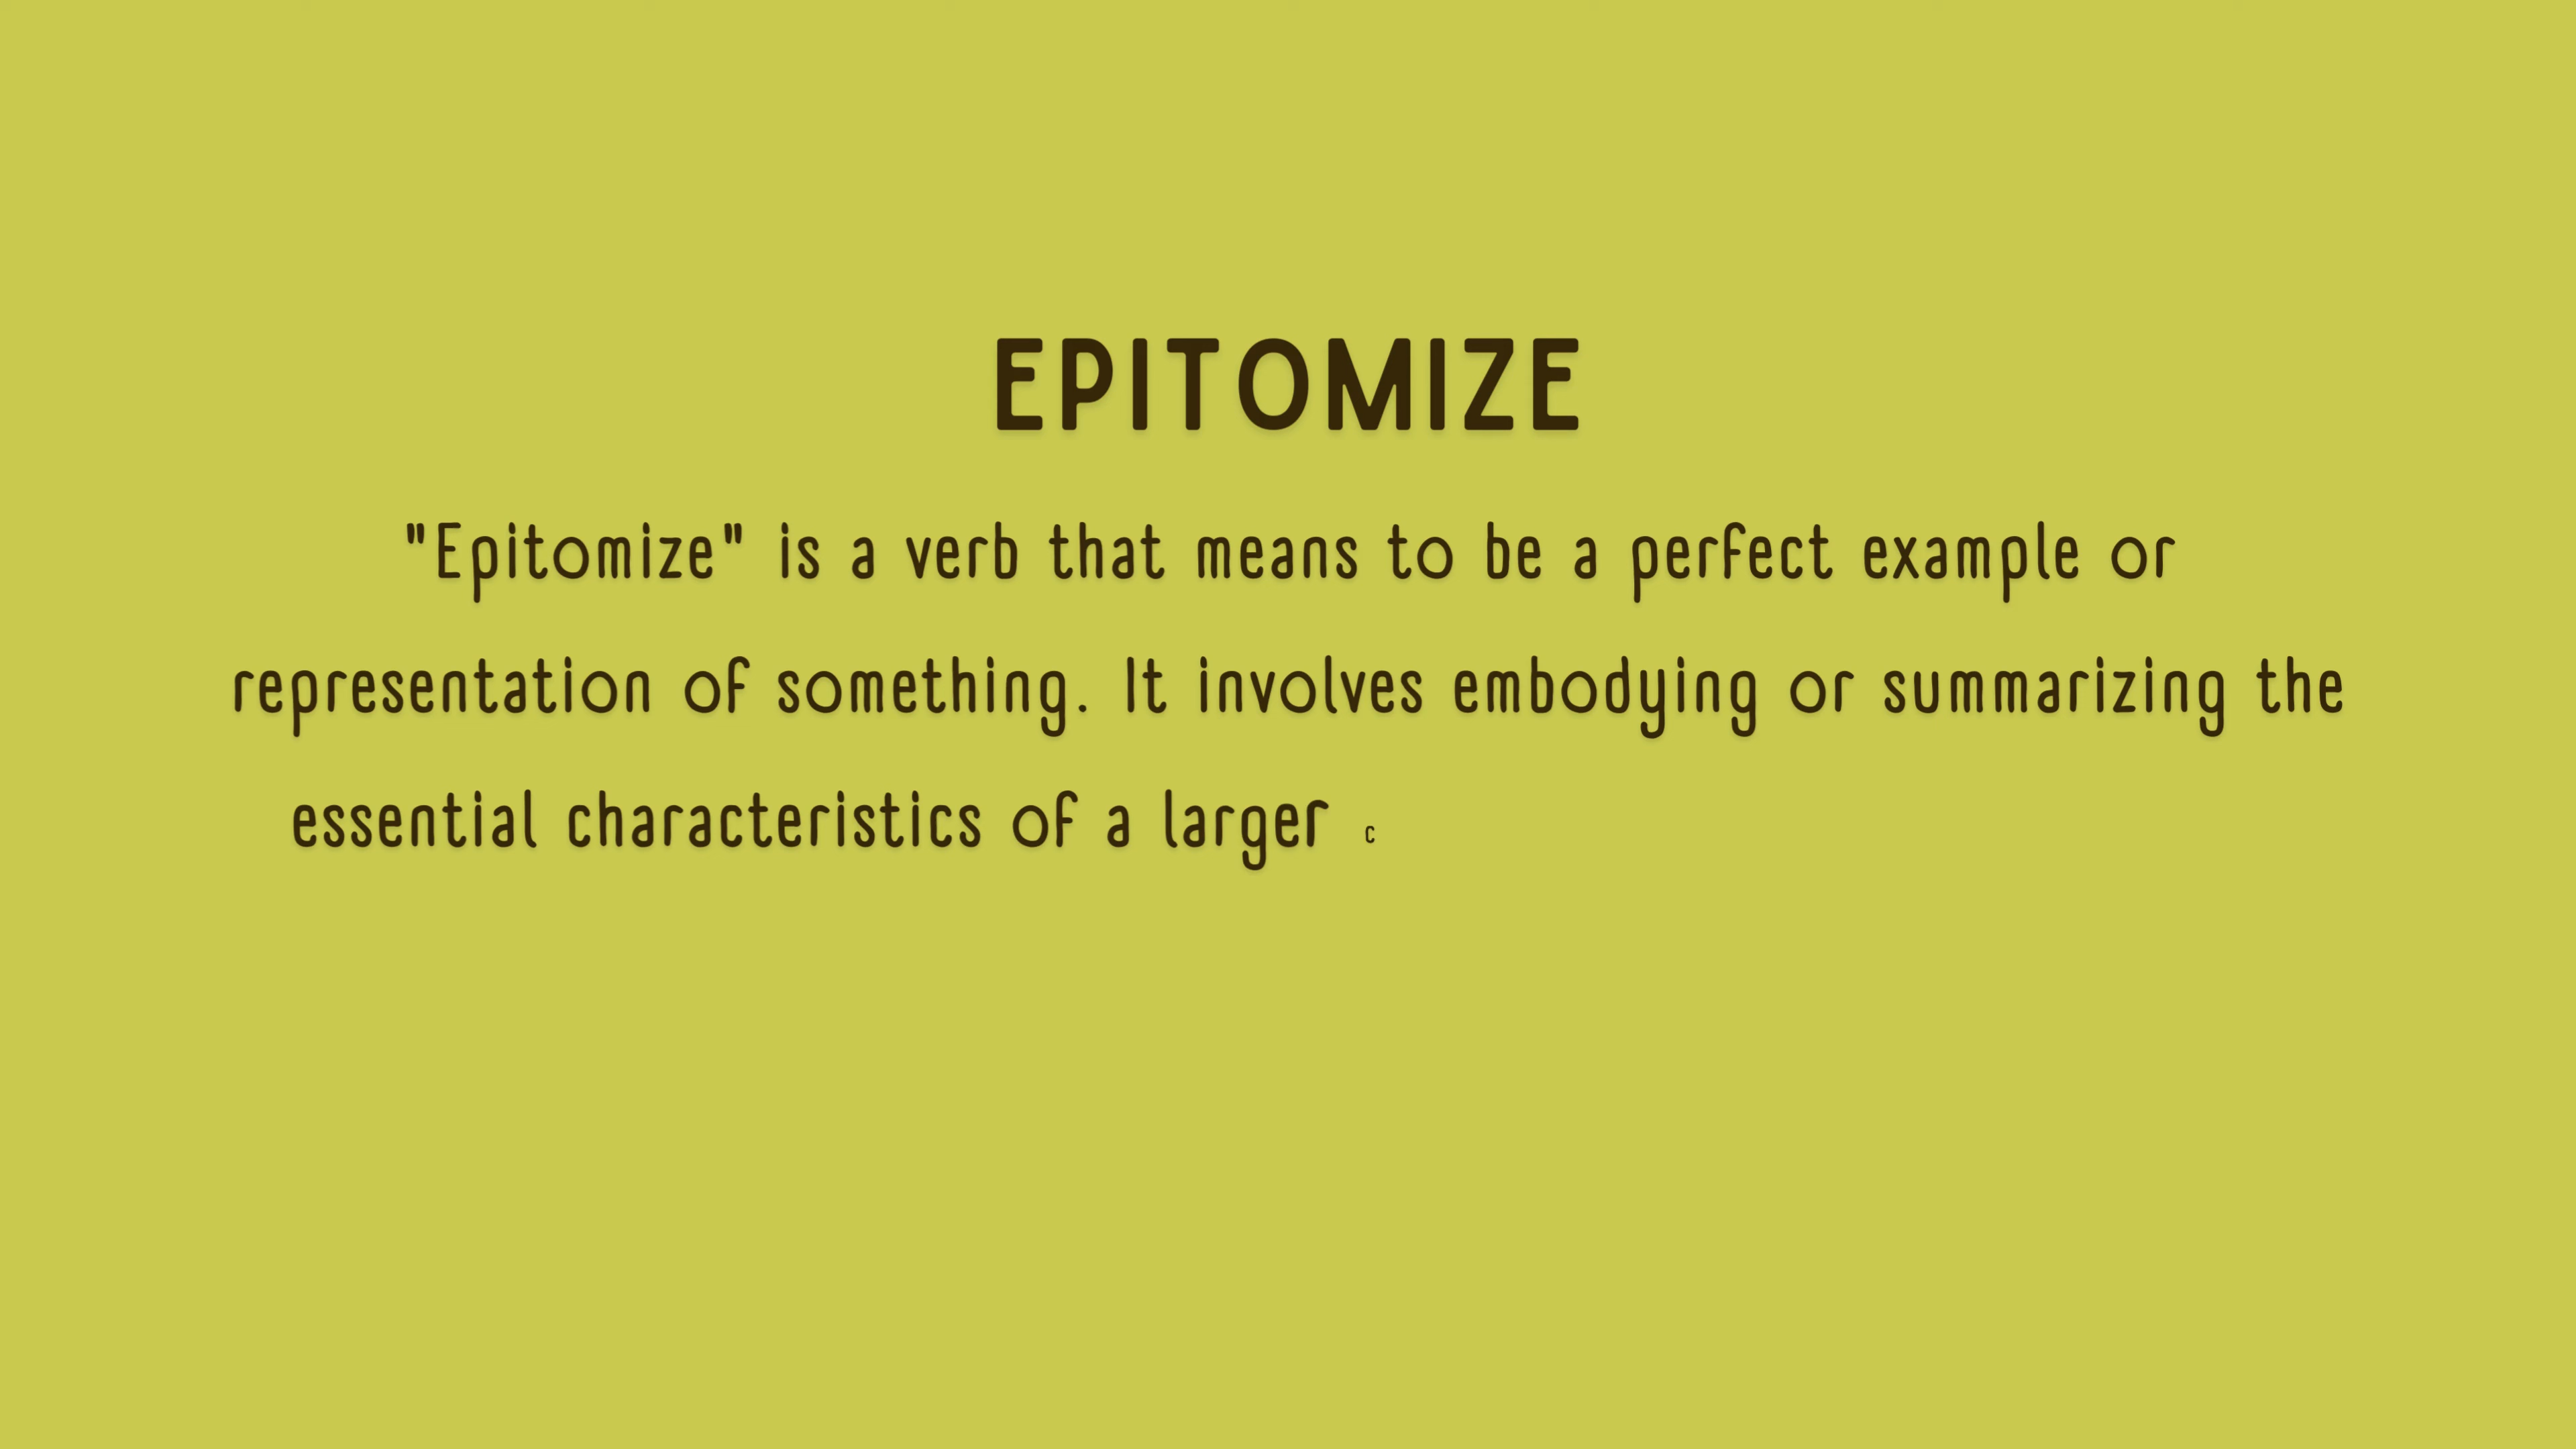 EPITOMIZE
"Epitomize" is a verb that means to be a perfect example or
representation of something. It involves embodying or summarizing the
essential characteristics of a larger c